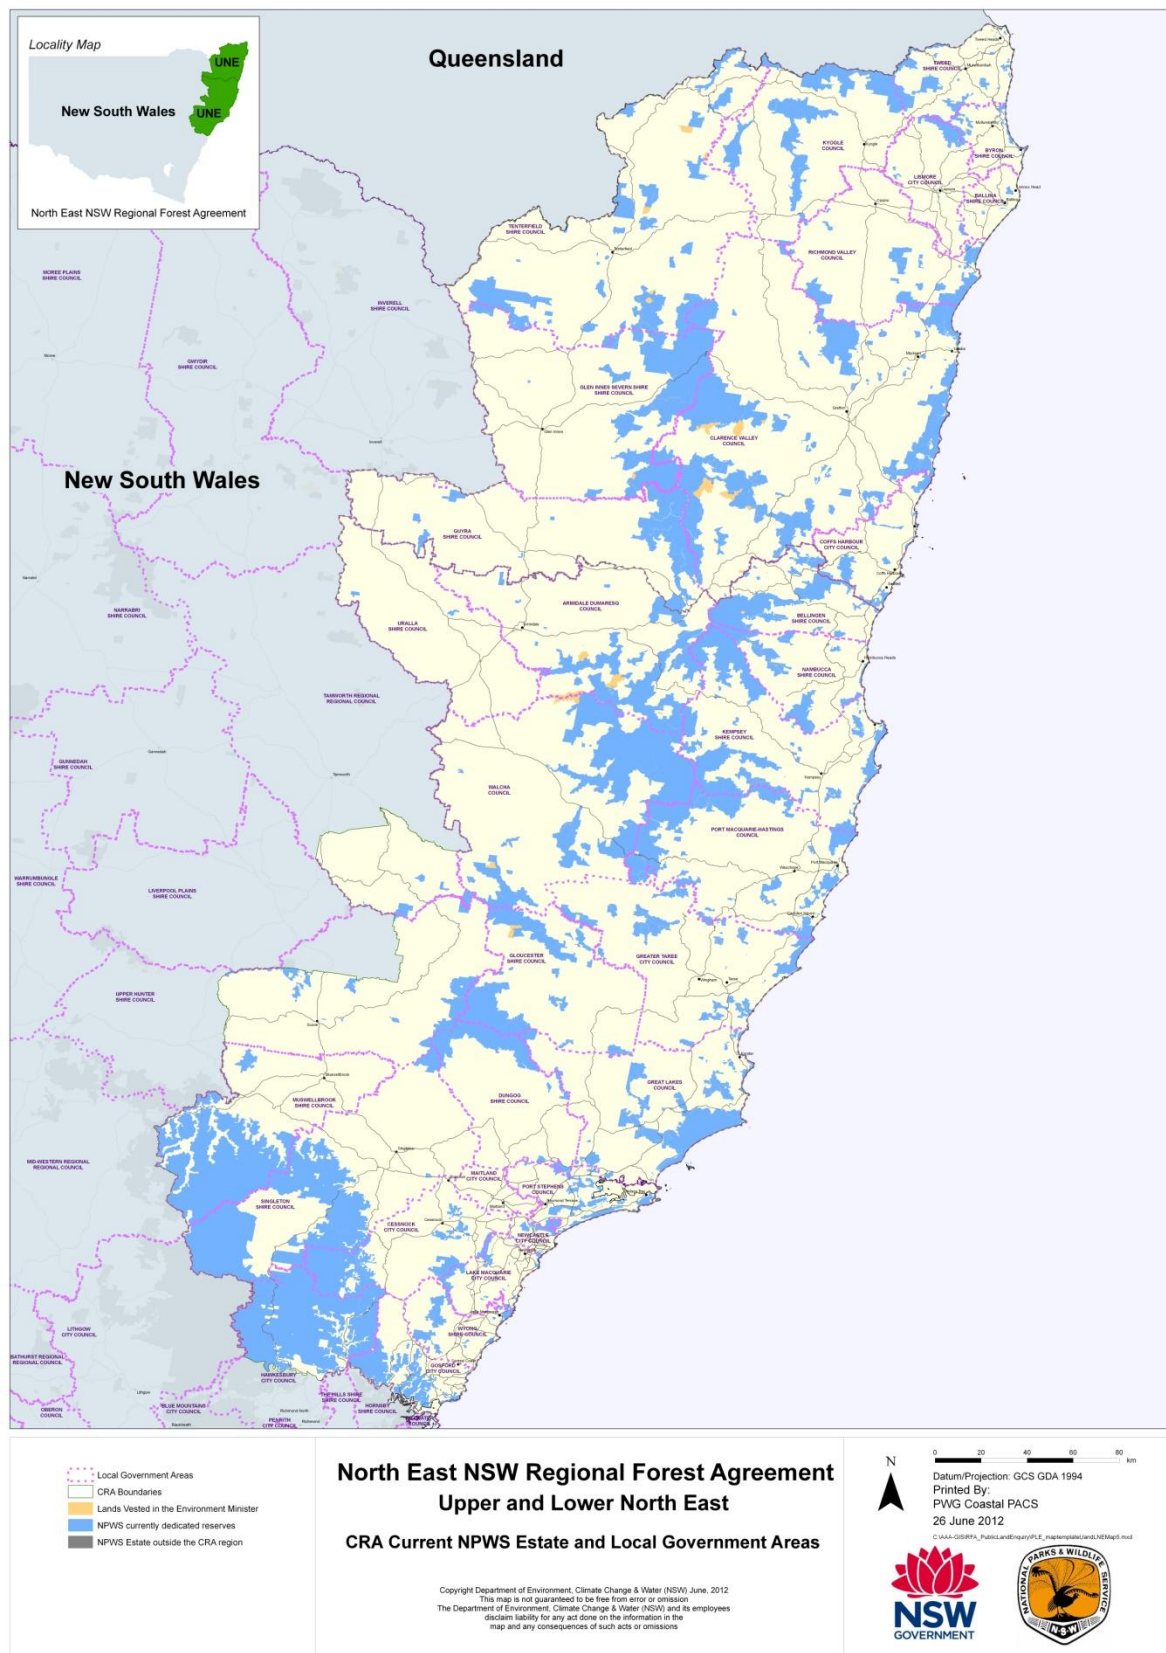 Locality Map
UNE
New South Wales
UNE
North East NSW Regional Forest Agreement
Queensland
New South Wales
TWEED
SHIRE COUNCIL
KYOGLE
COUNCIL
BYRON
SHIRE COUNCIL
LISMORE
CITY COUNCIL
BALLINA
SHIRE COUNCIL
TENTERFIELD
SHIRE COUNCIL
RICHMOND VALLEY
COUNCIL
MOREE PLAINS
SHIRE COUNCIL
INVERELL
SHIRE COUNCIL
GWYDIR
SHIRE COUNCIL
GLEN INNES SEVERN SHIRE
SHIRE COUNCIL
CLARENCE VALLEY
COUNCIL
GUYRA
SHIRE COUNCIL
COFFS HARBOUR
CITY COUNCIL
NARRABRI
SHIRE COUNCIL
ARMIDALE DUMARESQ
COUNCIL
URALLA
SHIRE COUNCIL
BELLINGEN
SHIRE COUNCIL
NAMBUCCA
SHIRE COUNCIL
TAMWORTH REGIONAL
REGIONAL COUNCIL
KEMPSEY
SHIRE COUNCIL
GUNNEDAH
SHIRE COUNCIL
WALCHA
COUNCIL
PORT MACQUARIE-HASTINGS
COUNCIL
WARRUMBUNGLE
SHIRE COUNCIL
LIVERPOOL PLAINS
SHIRE COUNCIL
GLOUCESTER
SHIRE COUNCIL
GREATER TAREE
CITY COUNCIL
UPPER HUNTER
SHIRE COUNCIL
GREAT LAKES
COUNCIL
MUSWELLBROOK
SHIRE COUNCIL
DUNGOG
SHIRE COUNCIL
MID-WESTERN REGIONAL
REGIONAL COUNCIL
MAITLAND
CITY COUNCIL
PORT STEPHENS
COUNCIL
SINGLETON
SHIRE COUNCIL
CESSNOCK
CITY COUNCIL
NEWCASTLE
CITY COUNCIL
LAKE MACQUARIE
CITY COUNCIL
LITHGOW
CITY COUNCIL
WYONG
SHIRE COUNCIL
BATHURST REGIONAL
REGIONAL COUNCIL
GOSFORD
CITY COUNCIL
HAWKESBURY
CITY COUNCIL
THE HILLS SHIRE
SHIRE COUNCIL
HORNSBY
SHIRE COUNCIL
OBERON
COUNCIL
BLUE MOUNTAINS
CITY COUNCIL
PENRITH
CITY COUNCIL
Local Government Areas
CRA Boundaries
Lands Vested in the Environment Minister
NPWS currently dedicated reserves
NPWS Estate outside the CRA region
North East NSW Regional Forest Agreement
Upper and Lower North East
CRA Current NPWS Estate and Local Government Areas
Copyright Department of Environment, Climate Change & Water (NSW) June, 2012
This map is not guaranteed to be free from error or omission
The Department of Environment, Climate Change & Water (NSW) and its employees
disclaim liability for any act done on the information in the
map and any consequences of such acts or omissions
N
0 20 40 60 80
km
Datum/Projection: GCS GDA 1994
Printed By:
PWG Coastal PACS
26 June 2012
NSW
GOVERNMENT
NATIONAL PARKS & WILDLIFE SERVICE
N·S·W